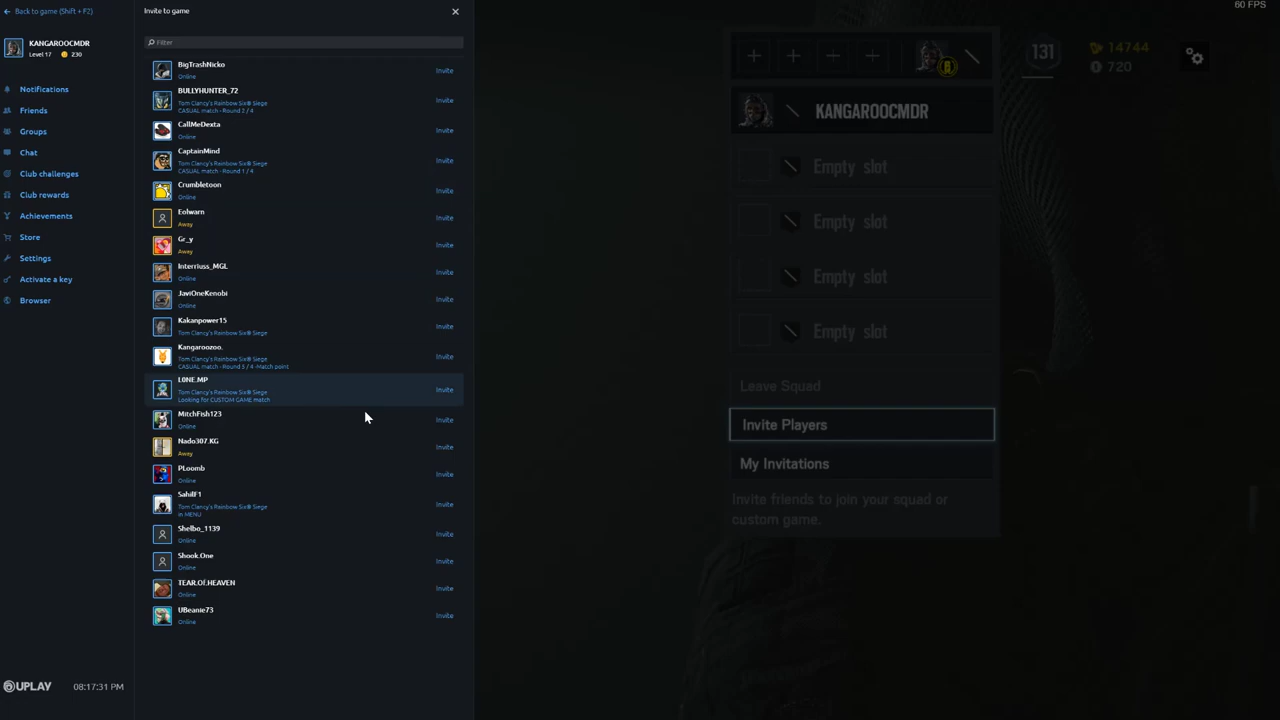 Back to game (Shift + F2)
KANGAROOCMDR
Level 17 230
Notifications
Friends
Groups
Chat
Club challenges
Club rewards
Achievements
Store
Settings
Activate a key
Browser
UPLAY 08:17:31 PM
Invite to game
Filter
BigTrashNicko
Online
Invite
BULLYHUNTER_72
Tom Clancy's Rainbow Six® Siege
CASUAL match - Round 2 / 4
Invite
CallMeDexta
Online
Invite
CaptainMind
Tom Clancy's Rainbow Six® Siege
CASUAL match - Round 1 / 4
Invite
Crumbletoon
Online
Invite
Eolwarn
Away
Invite
Gr_y
Away
Invite
Interriuss_MGL
Online
Invite
JaviOneKenobi
Online
Invite
Kakanpower15
Tom Clancy's Rainbow Six® Siege
Invite
Kangaroozoo.
Tom Clancy's Rainbow Six® Siege
CASUAL match - Round 5 / 4 -Match point
Invite
L0NE.MP
Tom Clancy's Rainbow Six® Siege
Looking for CUSTOM GAME match
Invite
MitchFish123
Online
Invite
Nado307.KG
Away
Invite
PLoomb
Online
Invite
SahilF1
Tom Clancy's Rainbow Six® Siege
in MENU
Invite
Shelbo_1139
Online
Invite
Shook.One
Online
Invite
TEAR.Of.HEAVEN
Online
Invite
UBeanie73
Online
Invite
60 FPS
131
14744
720
KANGAROOCMDR
Empty slot
Empty slot
Empty slot
Empty slot
Leave Squad
Invite Players
My Invitations
Invite friends to join your squad or
custom game.